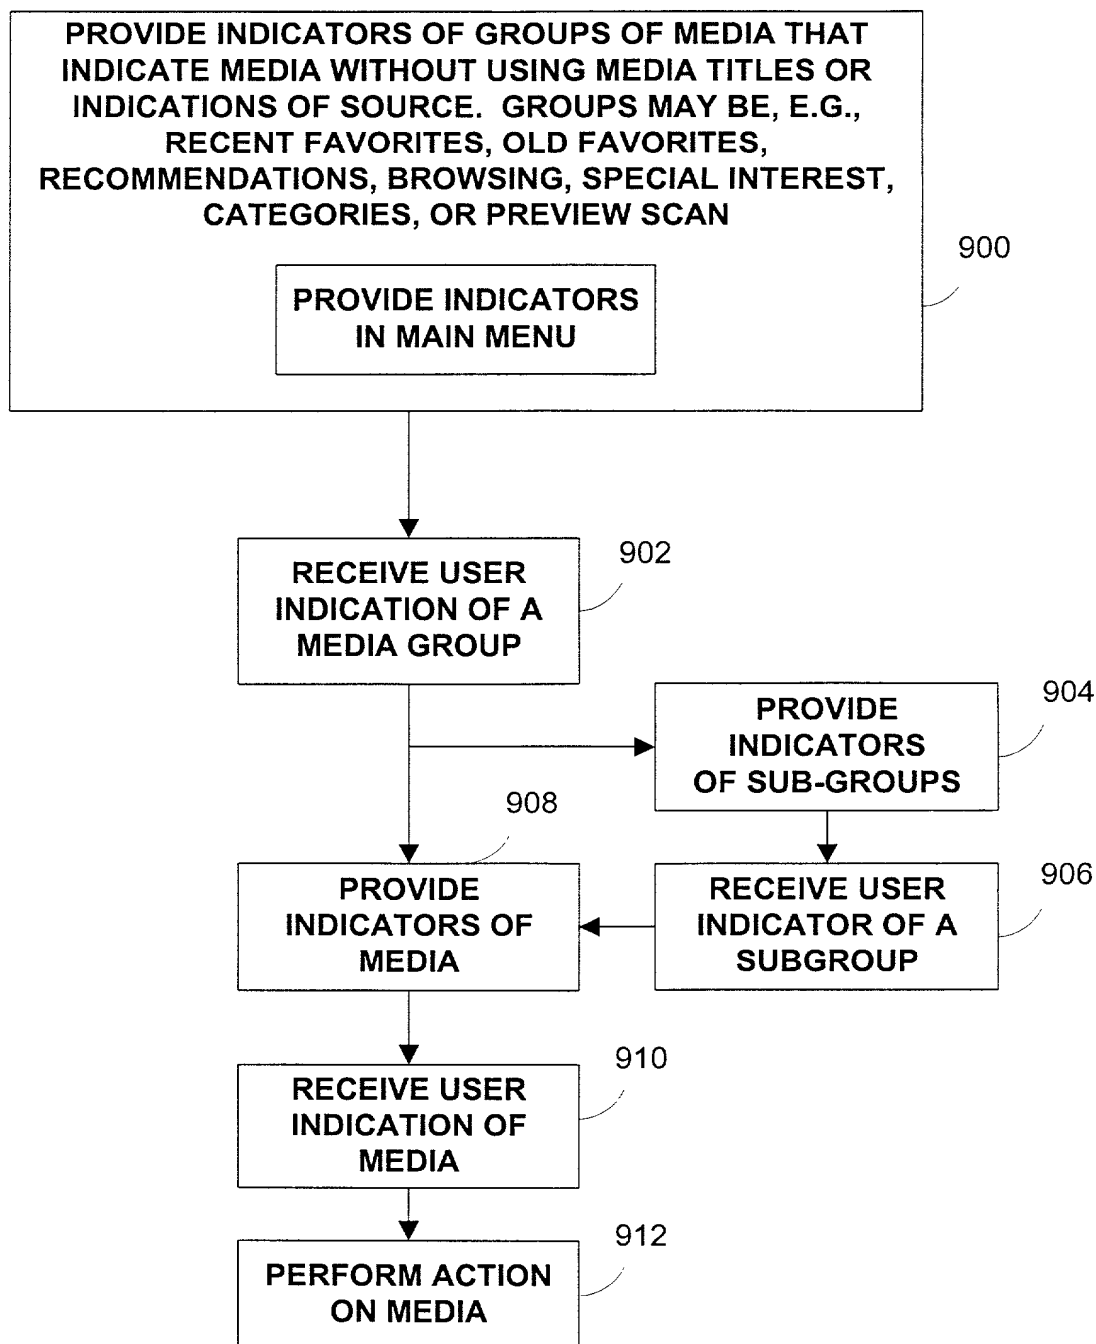 PROVIDE INDICATORS OF GROUPS OF MEDIA THAT
INDICATE MEDIA WITHOUT USING MEDIA TITLES OR
INDICATIONS OF SOURCE. GROUPS MAY BE, E.G.,
RECENT FAVORITES, OLD FAVORITES,
RECOMMENDATIONS, BROWSING, SPECIAL INTEREST,
CATEGORIES, OR PREVIEW SCAN
900
PROVIDE INDICATORS
IN MAIN MENU
902
RECEIVE USER
INDICATION OF A
MEDIA GROUP
904
PROVIDE
INDICATORS
OF SUB-GROUPS
908
PROVIDE
INDICATORS OF
MEDIA
906
RECEIVE USER
INDICATOR OF A
SUBGROUP
910
RECEIVE USER
INDICATION OF
MEDIA
912
PERFORM ACTION
ON MEDIA